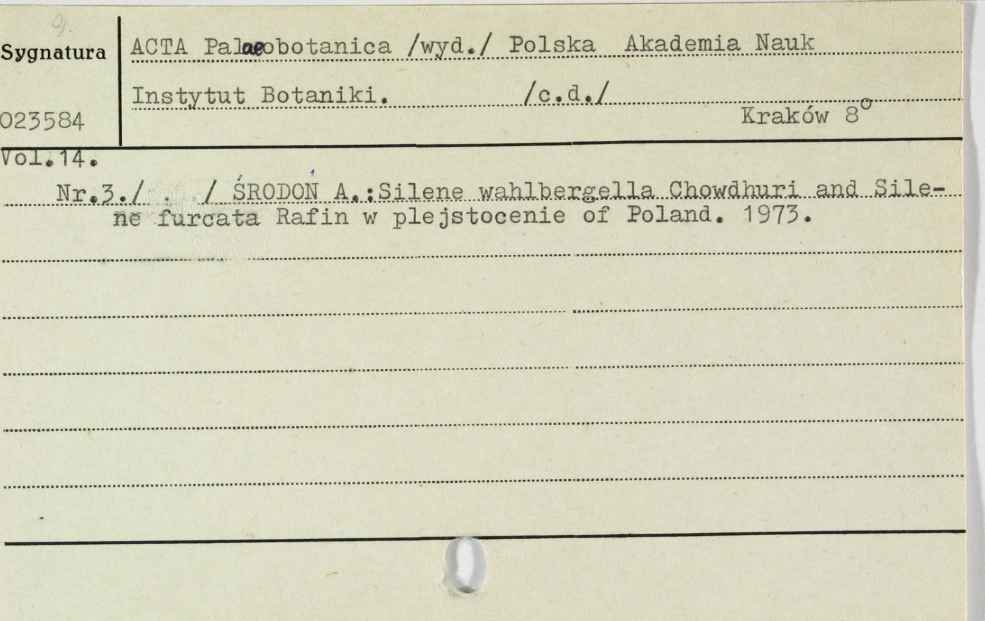 9.
Sygnatura
ACTA Palaeobotanica /wyd./ Polska Akademia Nauk
Instytut Botaniki. /c.d./
023584
Kraków 8°
Vol.14.
Nr.3./ . / ŚRODOŃ A.:Silene wahlbergella Chowdhuri and Sile-
ne furcata Rafin w plejstocenie of Poland. 1973.